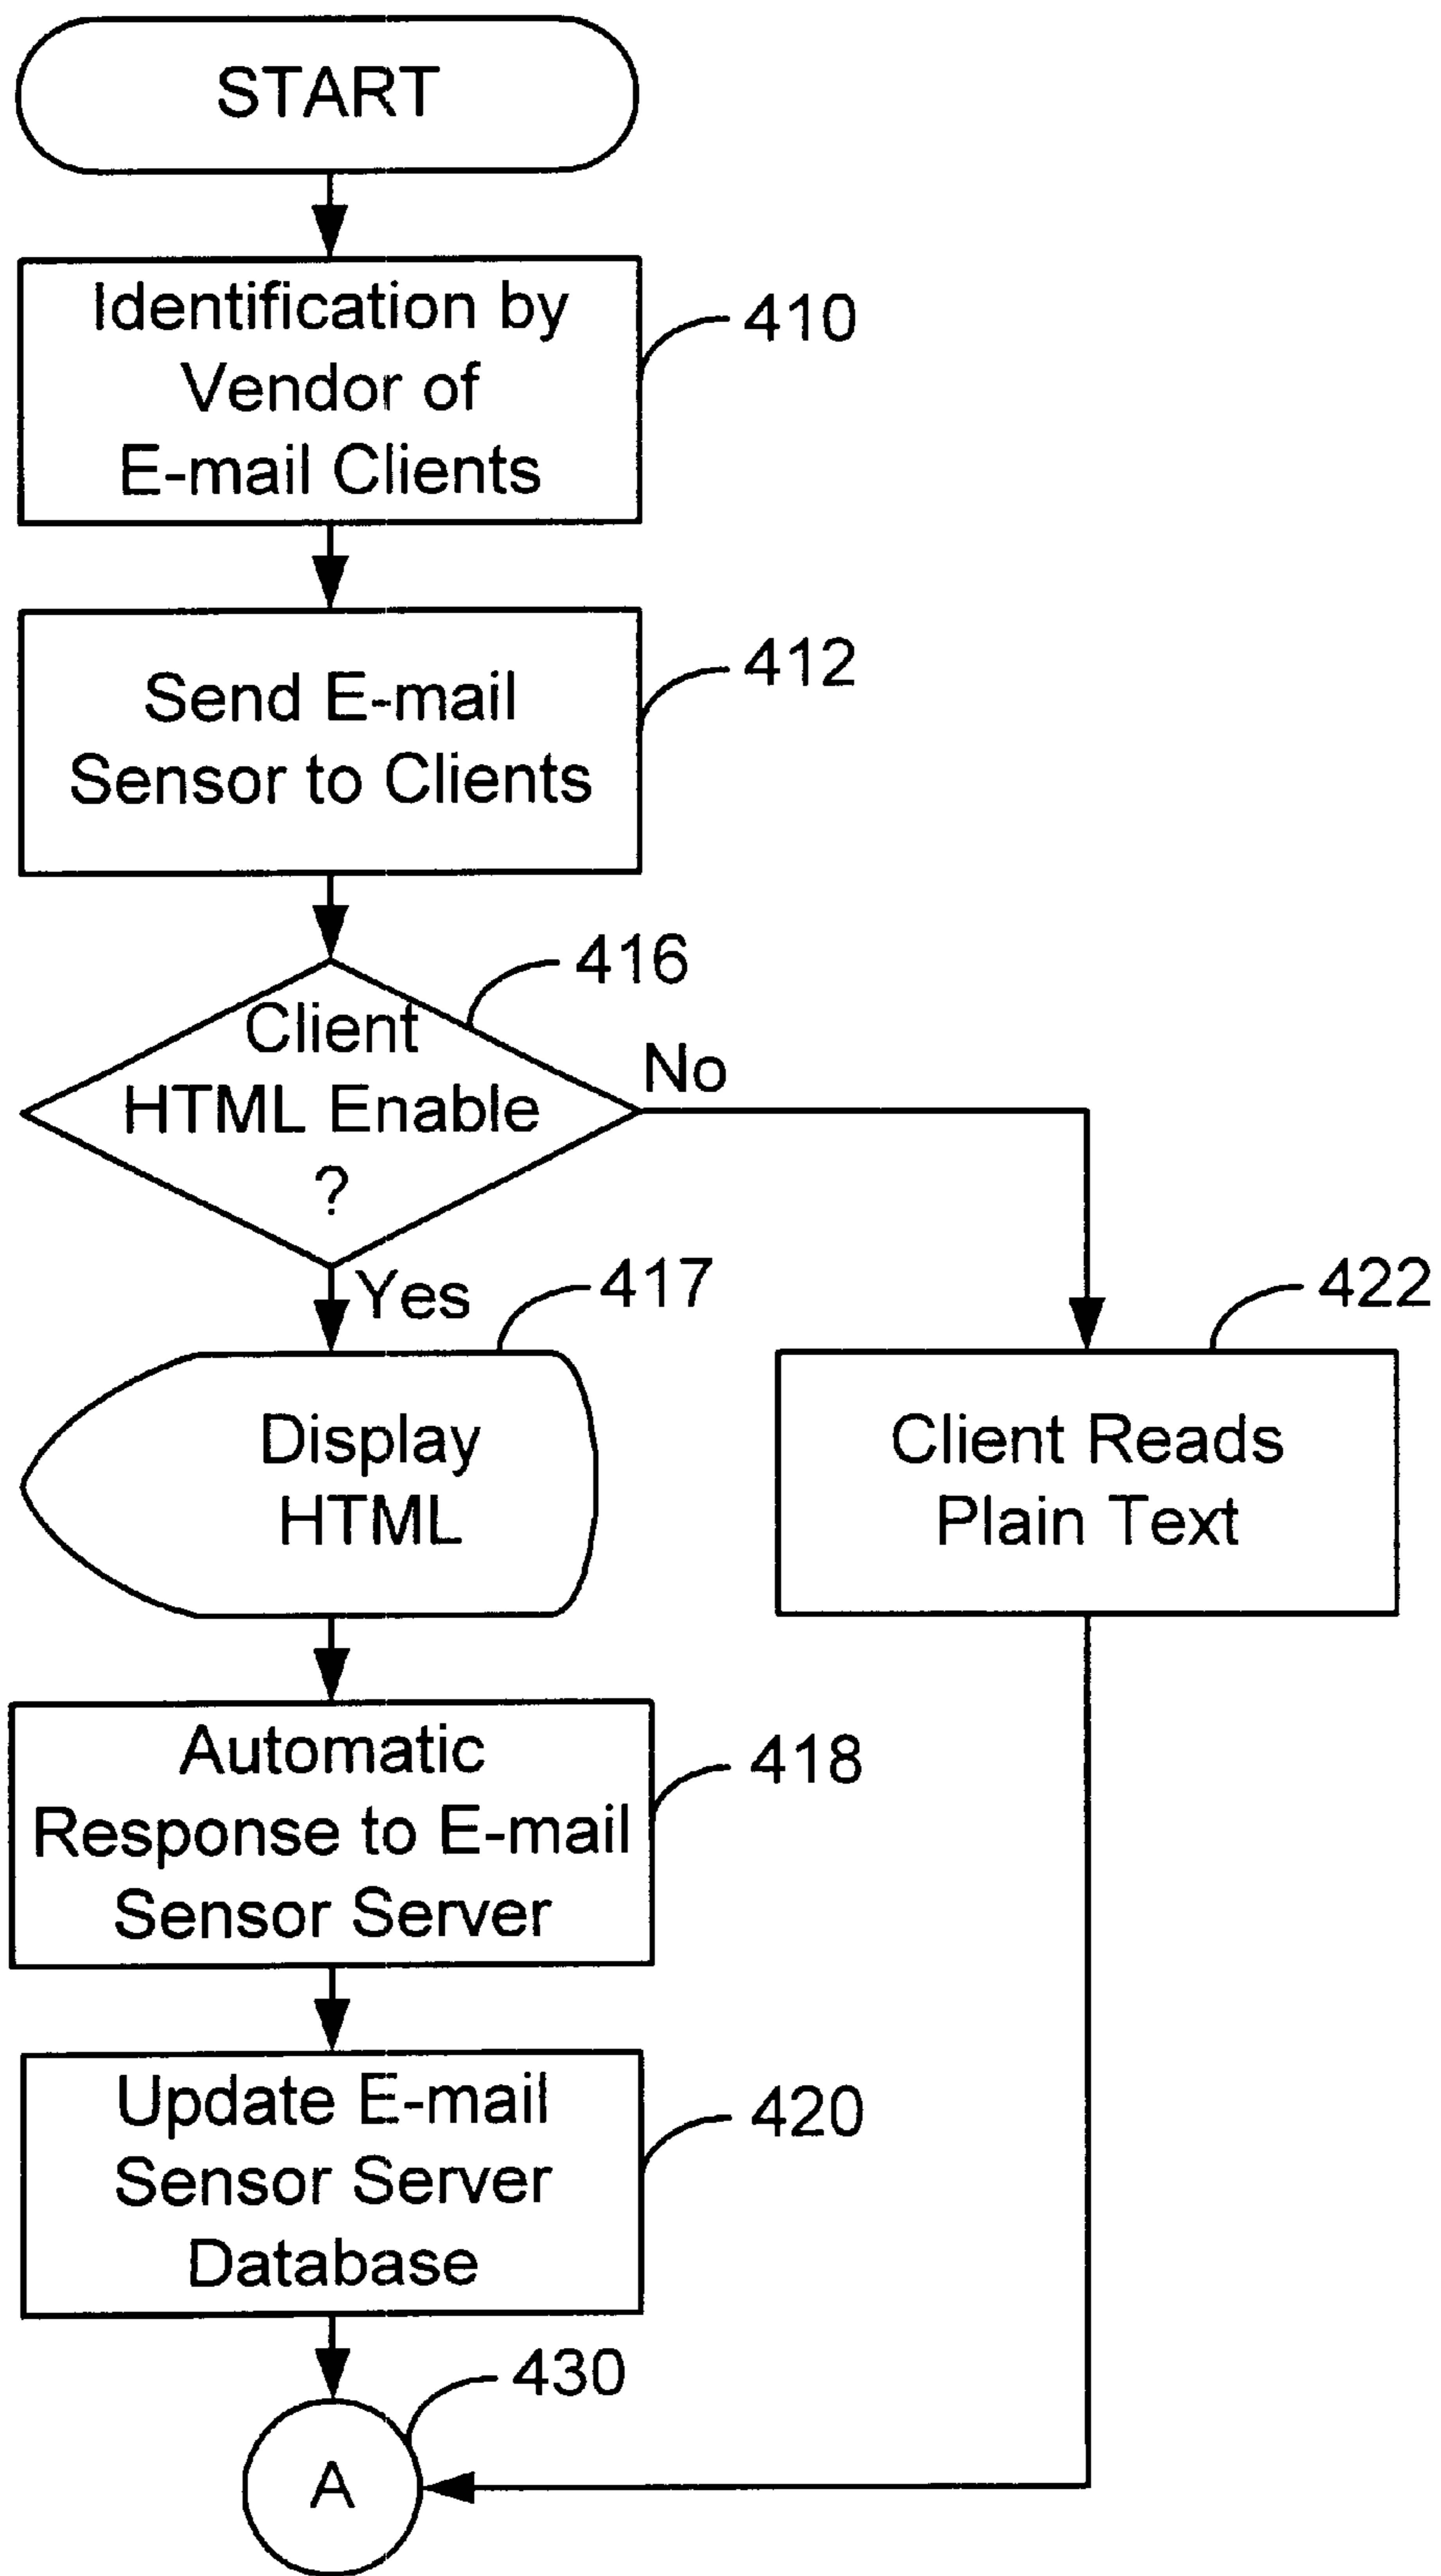 START
Identification by
Vendor of
E-mail Clients
410
Send E-mail
Sensor to Clients
412
416
Client
HTML Enable
?
No
Yes
417
422
Display
HTML
Client Reads
Plain Text
Automatic
Response to E-mail
Sensor Server
418
Update E-mail
Sensor Server
Database
420
430
A